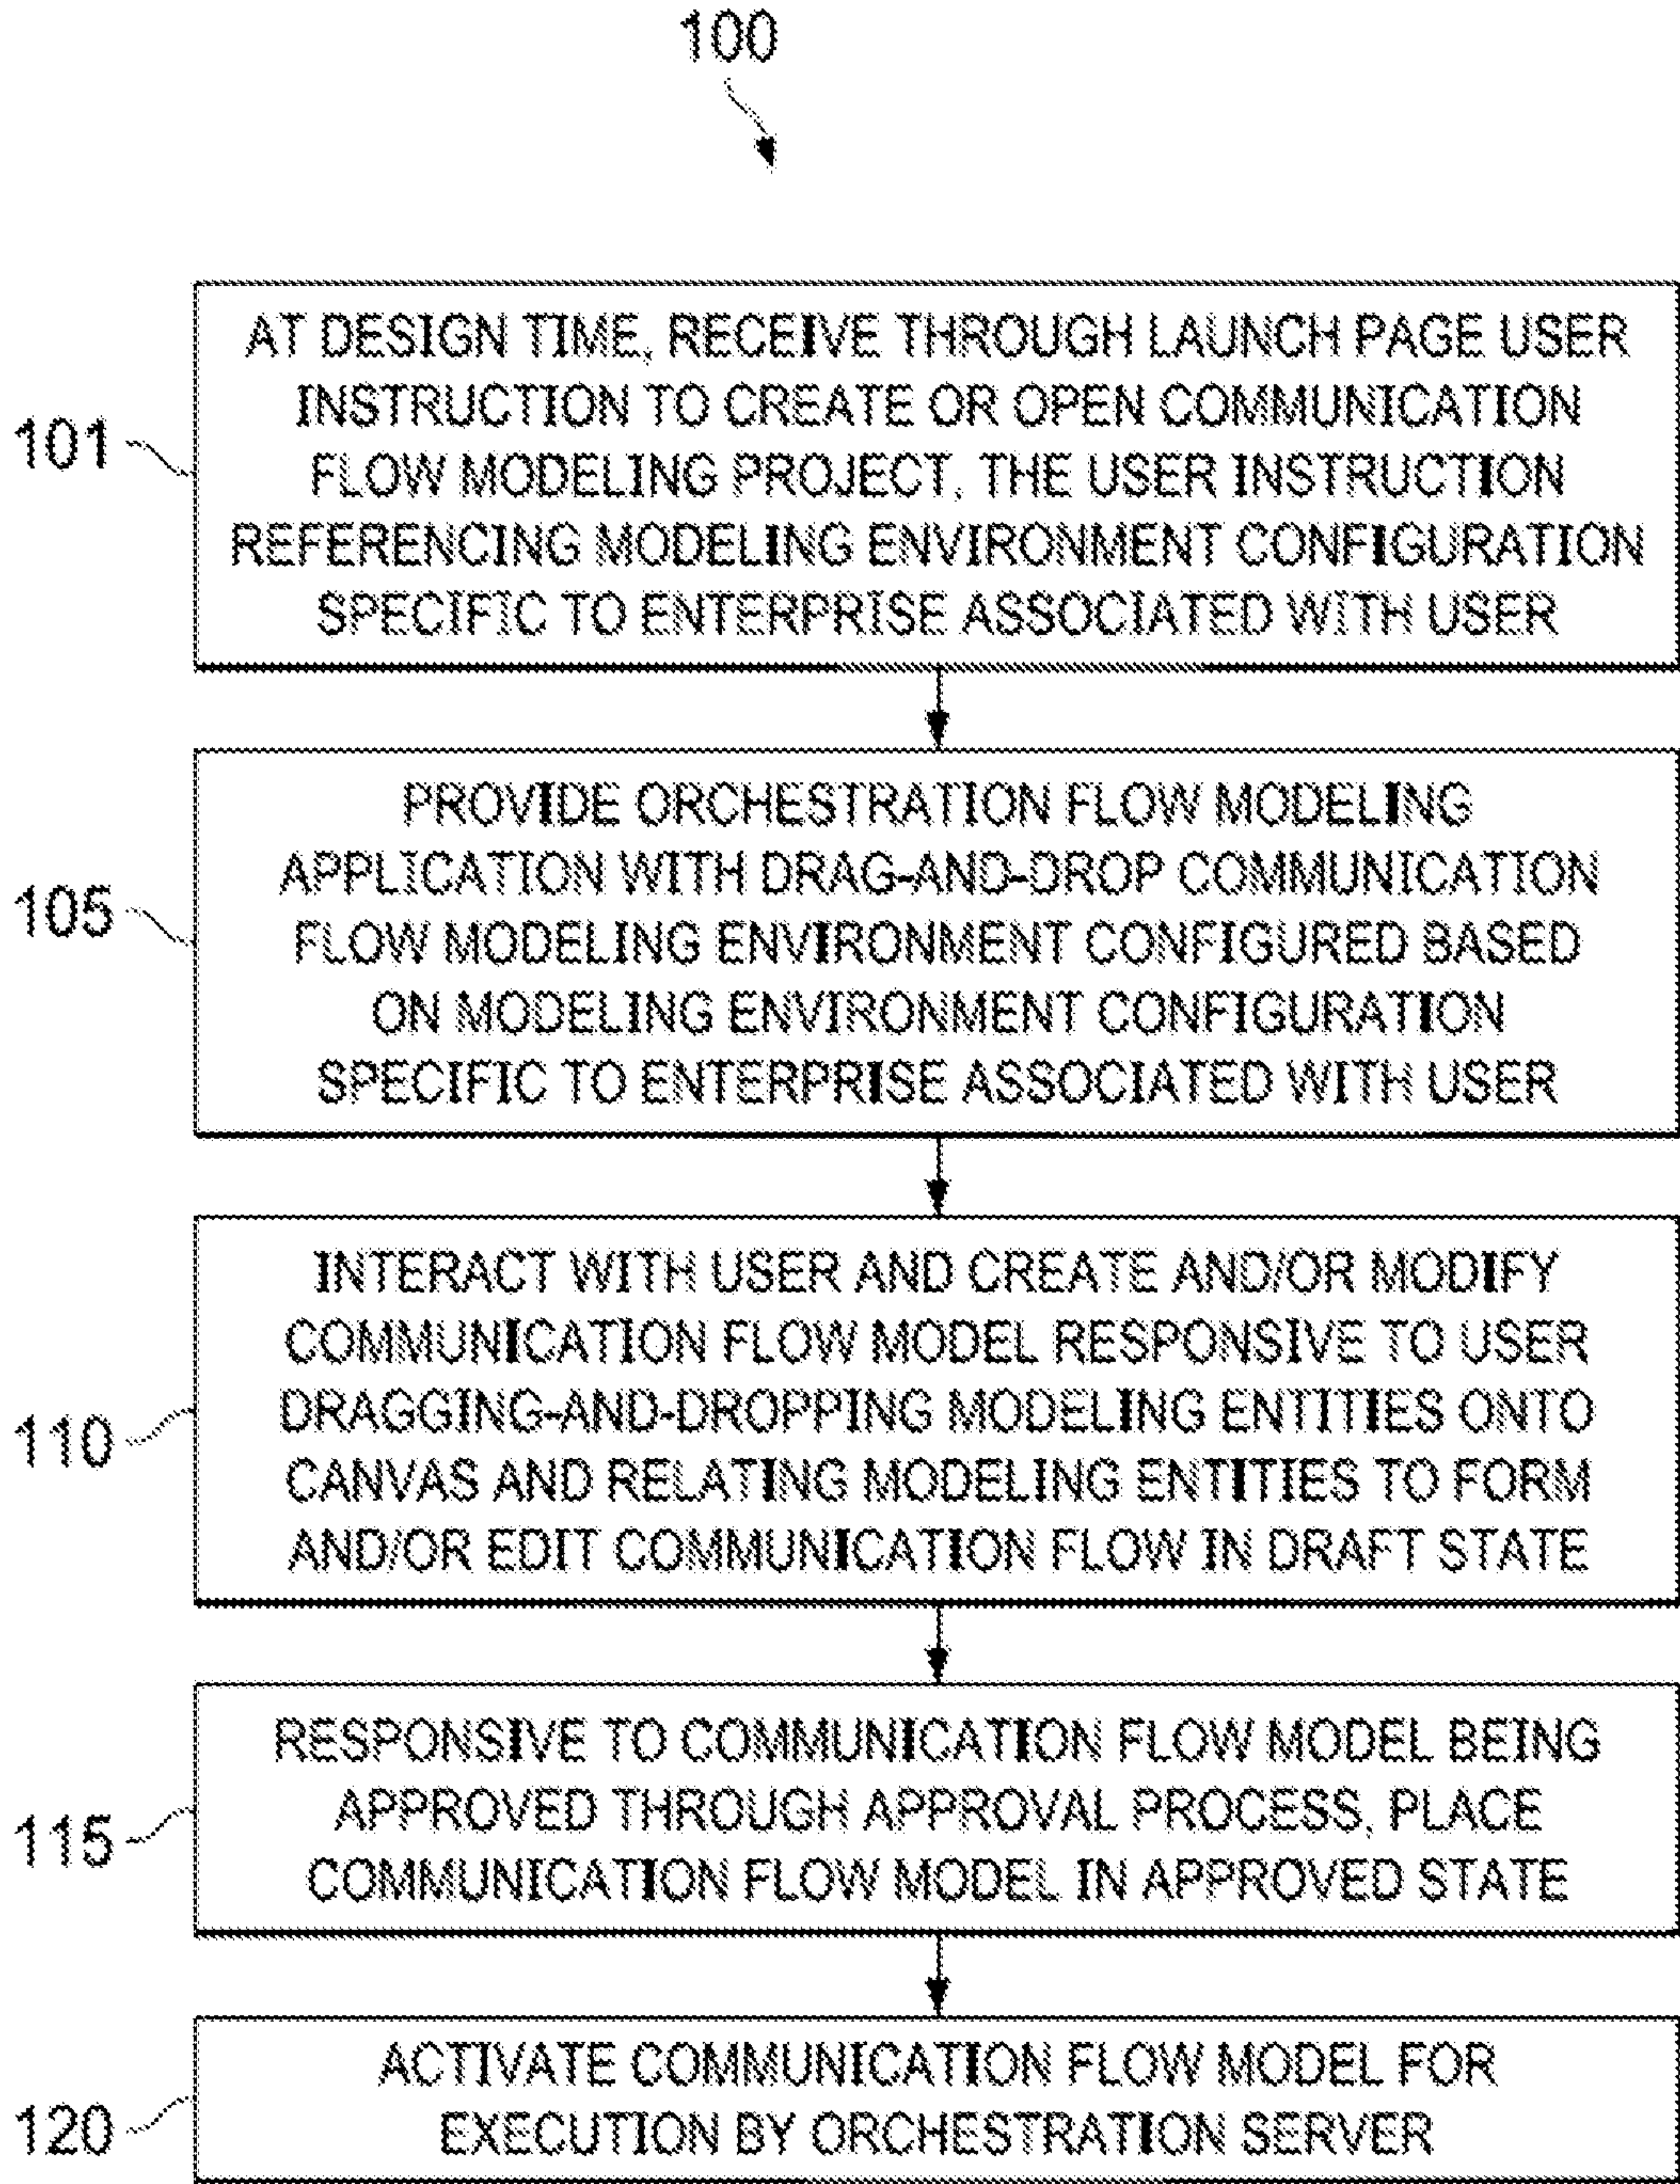 100
101
AT DESIGN TIME, RECEIVE THROUGH LAUNCH PAGE USER
INSTRUCTION TO CREATE OR OPEN COMMUNICATION
FLOW MODELING PROJECT, THE USER INSTRUCTION
REFERENCING MODELING ENVIRONMENT CONFIGURATION
SPECIFIC TO ENTERPRISE ASSOCIATED WITH USER
105
PROVIDE ORCHESTRATION FLOW MODELING
APPLICATION WITH DRAG-AND-DROP COMMUNICATION
FLOW MODELING ENVIRONMENT CONFIGURED BASED
ON MODELING ENVIRONMENT CONFIGURATION
SPECIFIC TO ENTERPRISE ASSOCIATED WITH USER
110
INTERACT WITH USER AND CREATE AND/OR MODIFY
COMMUNICATION FLOW MODEL RESPONSIVE TO USER
DRAGGING-AND-DROPPING MODELING ENTITIES ONTO
CANVAS AND RELATING MODELING ENTITIES TO FORM
AND/OR EDIT COMMUNICATION FLOW IN DRAFT STATE
115
RESPONSIVE TO COMMUNICATION FLOW MODEL BEING
APPROVED THROUGH APPROVAL PROCESS, PLACE
COMMUNICATION FLOW MODEL IN APPROVED STATE
120
ACTIVATE COMMUNICATION FLOW MODEL FOR
EXECUTION BY ORCHESTRATION SERVER